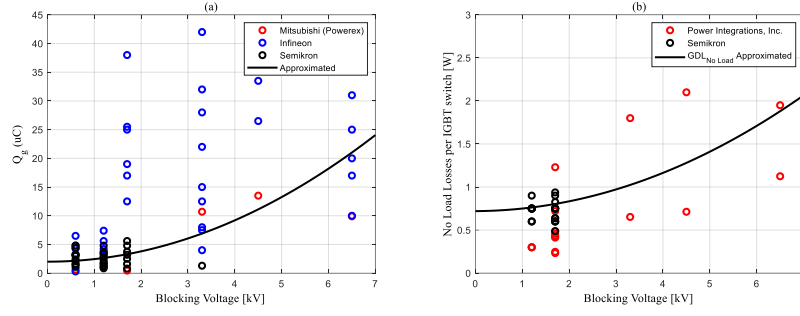 (a)
45
40
35
30
25
20
15
10
5
0
Q_g (uC)
0 1 2 3 4 5 6 7
Blocking Voltage [kV]
Mitsubishi (Powerex)
Infineon
Semikron
Approximated
(b)
3
2.5
2
1.5
1
0.5
0
No Load Losses per IGBT switch [W]
0 1 2 3 4 5 6
Blocking Voltage [kV]
Power Integrations, Inc.
Semikron
GDL_No Load Approximated